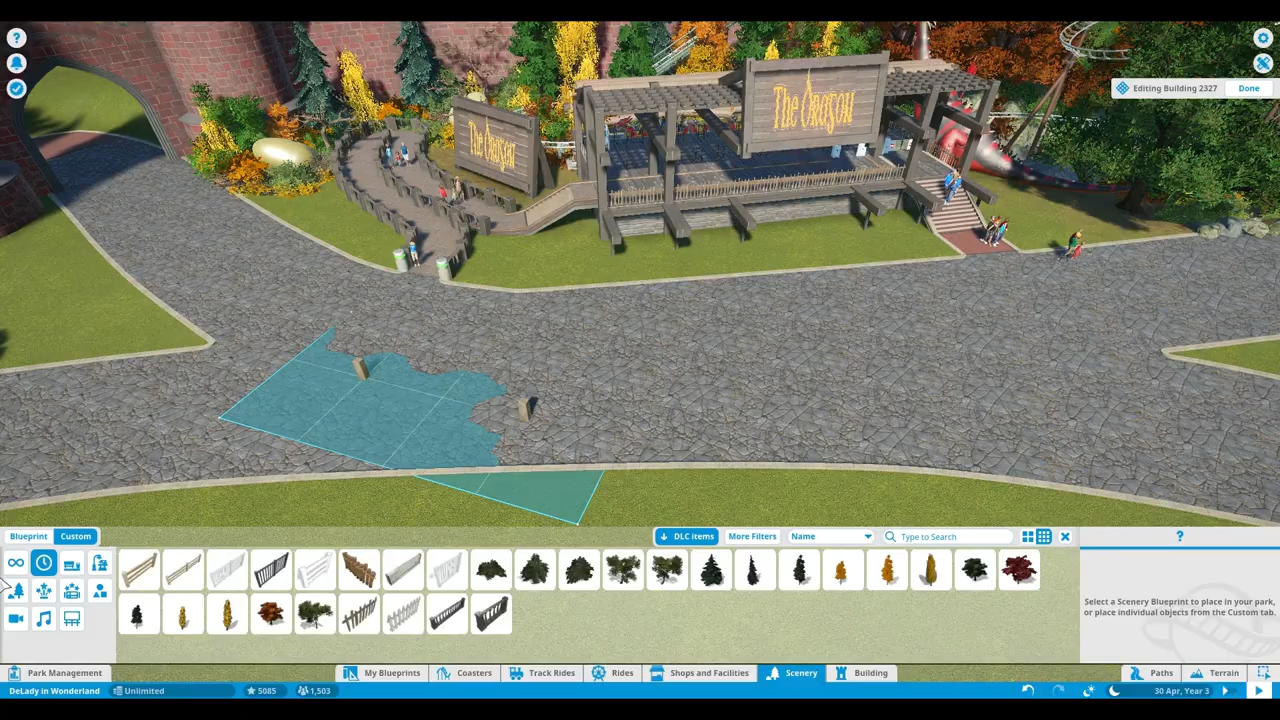 Editing Building 2327
Done
The Dragon
The Dragon
Blueprint
Custom
DLC items
More Filters
Name
Type to Search
?
Select a Scenery Blueprint to place in your park,
or place individual objects from the Custom tab.
Park Management
My Blueprints
Coasters
Track Rides
Rides
Shops and Facilities
Scenery
Building
Paths
Terrain
DeLady in Wonderland
Unlimited
5085
1,503
30 Apr, Year 3